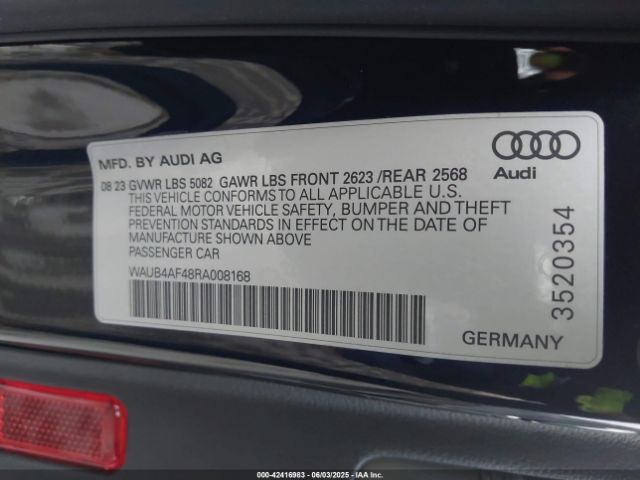 MFD. BY AUDI AG
08 23 GVWR LBS 5082 GAWR LBS FRONT 2623 /REAR 2568
THIS VEHICLE CONFORMS TO ALL APPLICABLE U.S.
FEDERAL MOTOR VEHICLE SAFETY, BUMPER AND THEFT
PREVENTION STANDARDS IN EFFECT ON THE DATE OF
MANUFACTURE SHOWN ABOVE
PASSENGER CAR
WAUB4AF48RA008168
Audi
3520354
GERMANY
000-42416983 - 06/03/2025 - IAAI.com